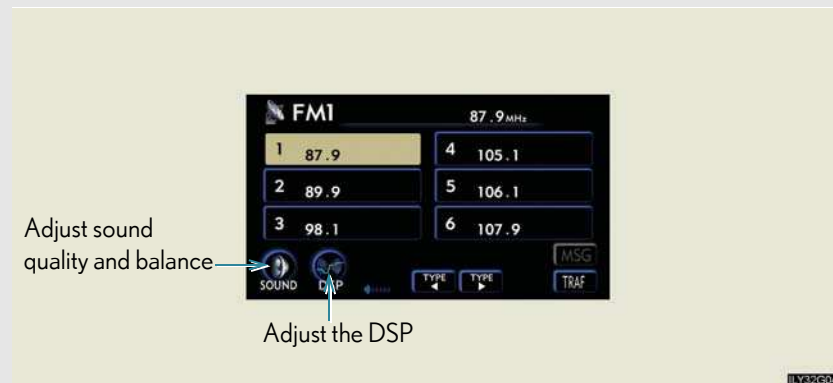 FM1 87.9MHz
1 87.9 4 105.1
2 89.9 5 106.1
3 98.1 6 107.9
Adjust sound
quality and balance
MSG
SOUND DSP TYPE TYPE TRAF
Adjust the DSP